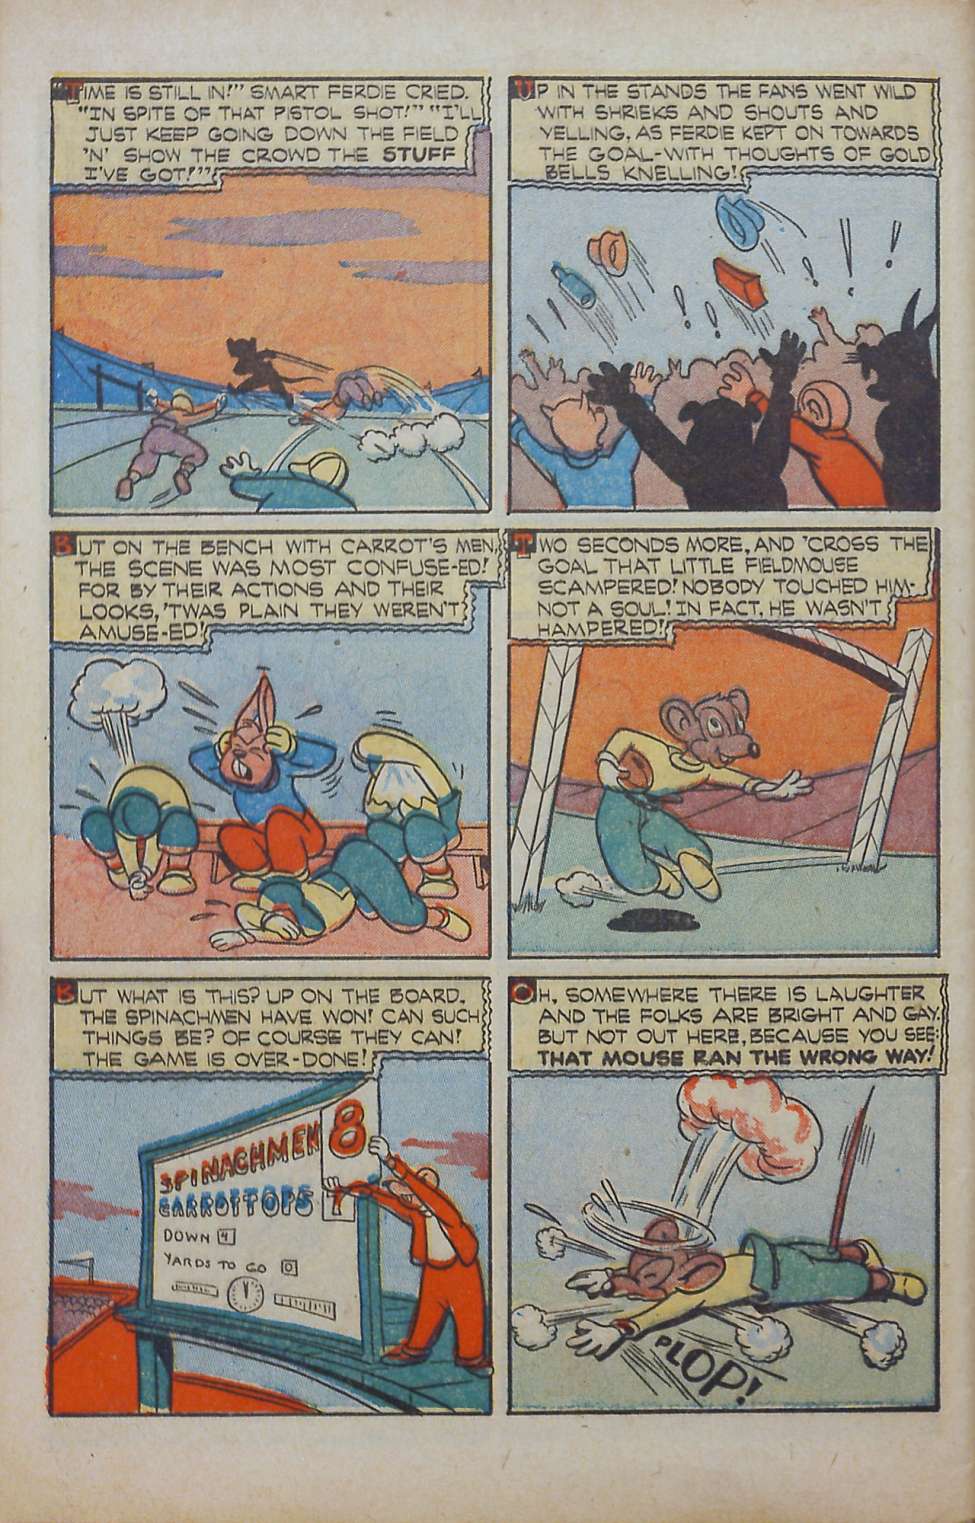 TIME IS STILL IN!" SMART FERDIE CRIED.
"IN SPITE OF THAT PISTOL SHOT!" "I'LL
JUST KEEP GOING DOWN THE FIELD
'N' SHOW THE CROWD THE STUFF
I'VE GOT!"
UP IN THE STANDS THE FANS WENT WILD
WITH SHRIEKS AND SHOUTS AND
YELLING, AS FERDIE KEPT ON TOWARDS
THE GOAL-WITH THOUGHTS OF GOLD
BELLS KNELLING!
! ! ! ! !
BUT ON THE BENCH WITH CARROT'S MEN,
THE SCENE WAS MOST CONFUSE-ED!
FOR BY THEIR ACTIONS AND THEIR
LOOKS, 'TWAS PLAIN THEY WEREN'T
AMUSE-ED!
TWO SECONDS MORE, AND 'CROSS THE
GOAL THAT LITTLE FIELDMOUSE
SCAMPERED! NOBODY TOUCHED HIM-
NOT A SOUL! IN FACT, HE WASN'T
HAMPERED!
BUT WHAT IS THIS? UP ON THE BOARD.
THE SPINACHMEN HAVE WON! CAN SUCH
THINGS BE? OF COURSE THEY CAN!
THE GAME IS OVER-DONE!
SPINACHMEN 8
CARROTTOPS 7
DOWN 4
YARDS TO GO 0
OH, SOMEWHERE THERE IS LAUGHTER
AND THE FOLKS ARE BRIGHT AND GAY.
BUT NOT OUT HERE, BECAUSE YOU SEE:
THAT MOUSE RAN THE WRONG WAY!
PLOP!